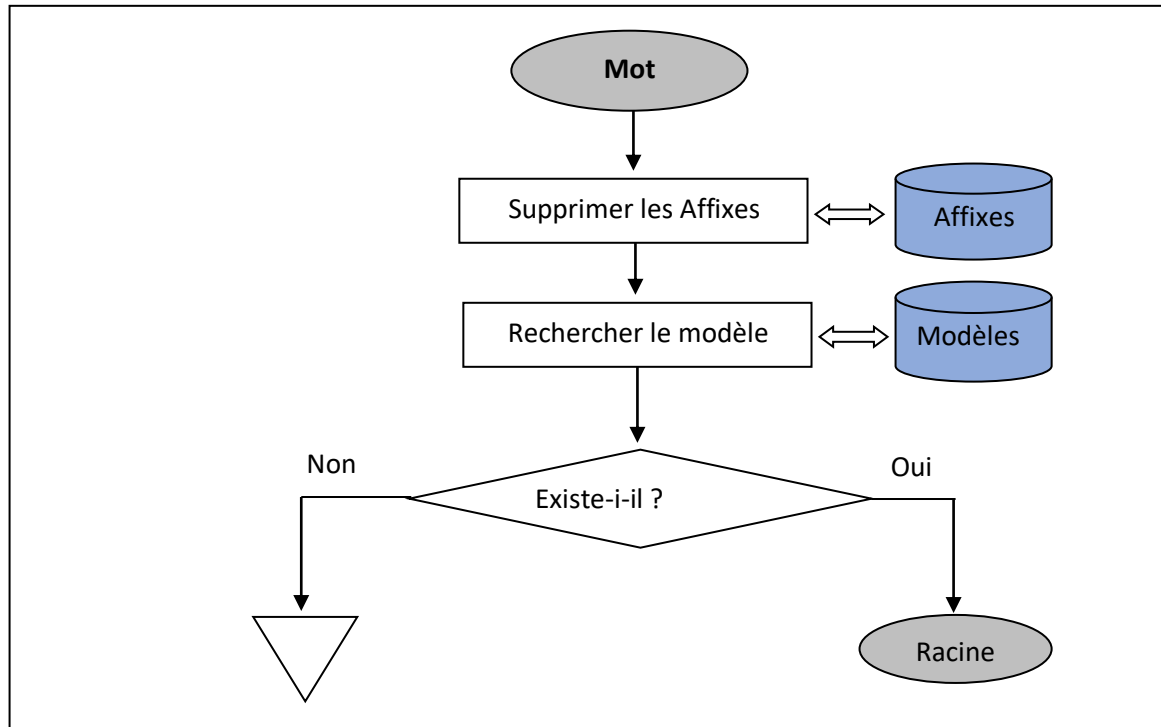 Mot
Supprimer les Affixes
Affixes
Rechercher le modèle
Modèles
Non
Oui
Existe-i-il ?
Racine